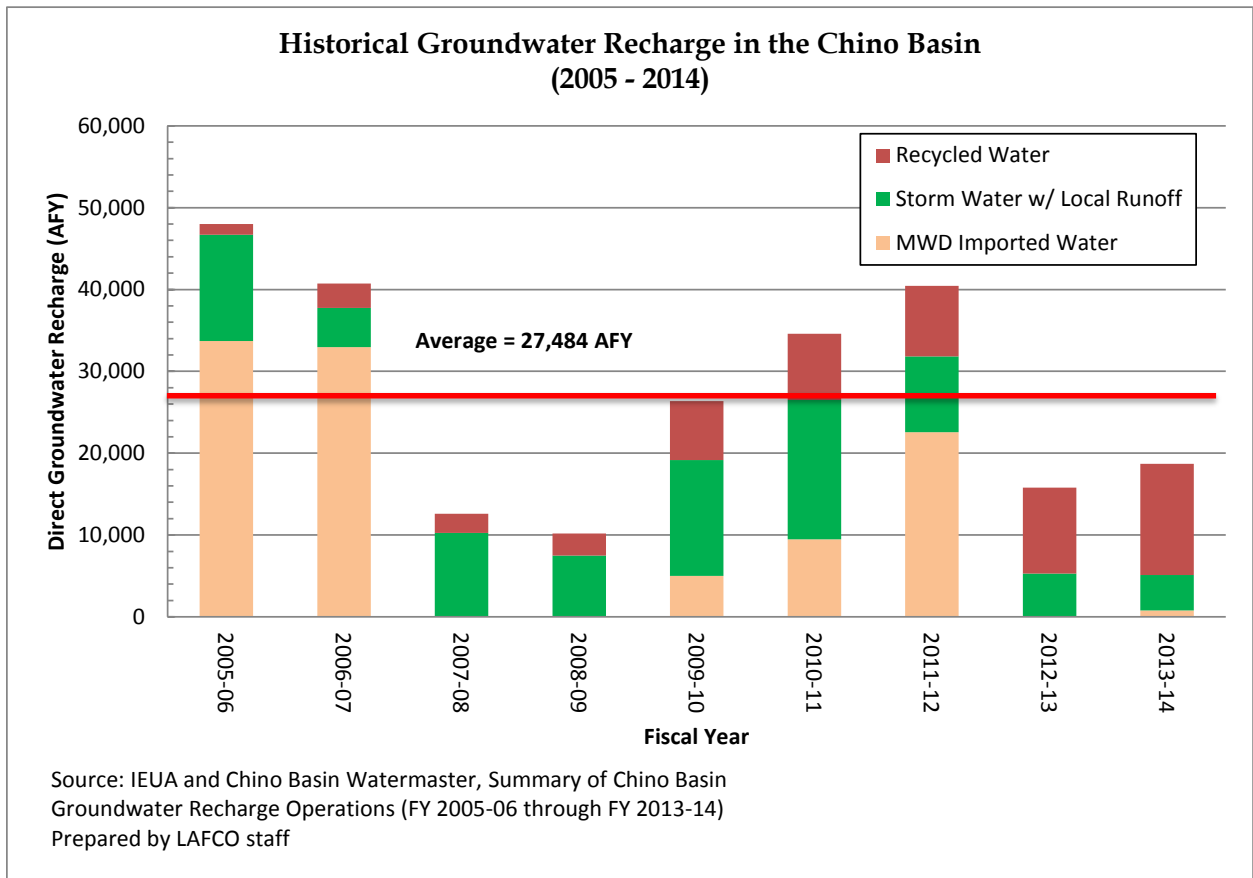 Historical Groundwater Recharge in the Chino Basin
(2005 - 2014)
60,000
50,000
40,000
30,000
20,000
10,000
0
Direct Groundwater Recharge (AFY)
Recycled Water
Storm Water w/ Local Runoff
MWD Imported Water
Average = 27,484 AFY
2005-06
2006-07
2007-08
2008-09
2009-10
2010-11
2011-12
2012-13
2013-14
Fiscal Year
Source: IEUA and Chino Basin Watermaster, Summary of Chino Basin
Groundwater Recharge Operations (FY 2005-06 through FY 2013-14)
Prepared by LAFCO staff